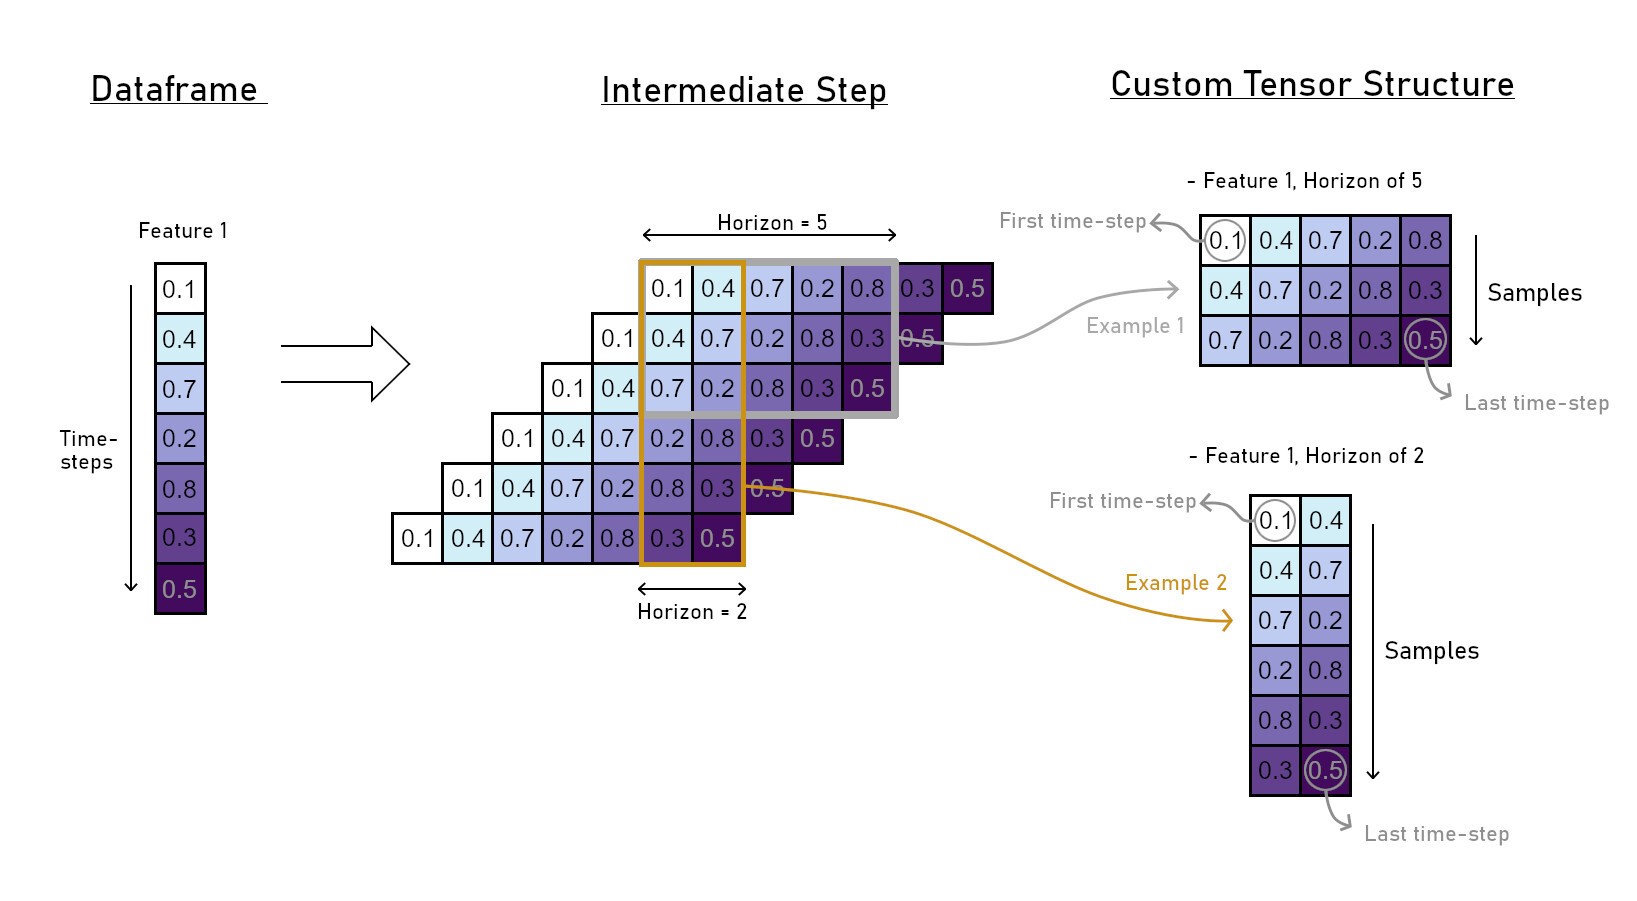 Dataframe
Intermediate Step
Custom Tensor Structure
Feature 1
Time-
steps
0.1
0.4
0.7
0.2
0.8
0.3
0.5
Horizon = 5
0.1 0.4 0.7 0.2 0.8 0.3 0.5
0.1 0.4 0.7 0.2 0.8 0.3 0.5
0.1 0.4 0.7 0.2 0.8 0.3 0.5
0.1 0.4 0.7 0.2 0.8 0.3 0.5
0.1 0.4 0.7 0.2 0.8 0.3 0.5
0.1 0.4 0.7 0.2 0.8 0.3 0.5
Horizon = 2
Example 1
Example 2
- Feature 1, Horizon of 5
First time-step
0.1 0.4 0.7 0.2 0.8
0.4 0.7 0.2 0.8 0.3
0.7 0.2 0.8 0.3 0.5
Samples
Last time-step
- Feature 1, Horizon of 2
First time-step
0.1 0.4
0.4 0.7
0.7 0.2
0.2 0.8
0.8 0.3
0.3 0.5
Samples
Last time-step